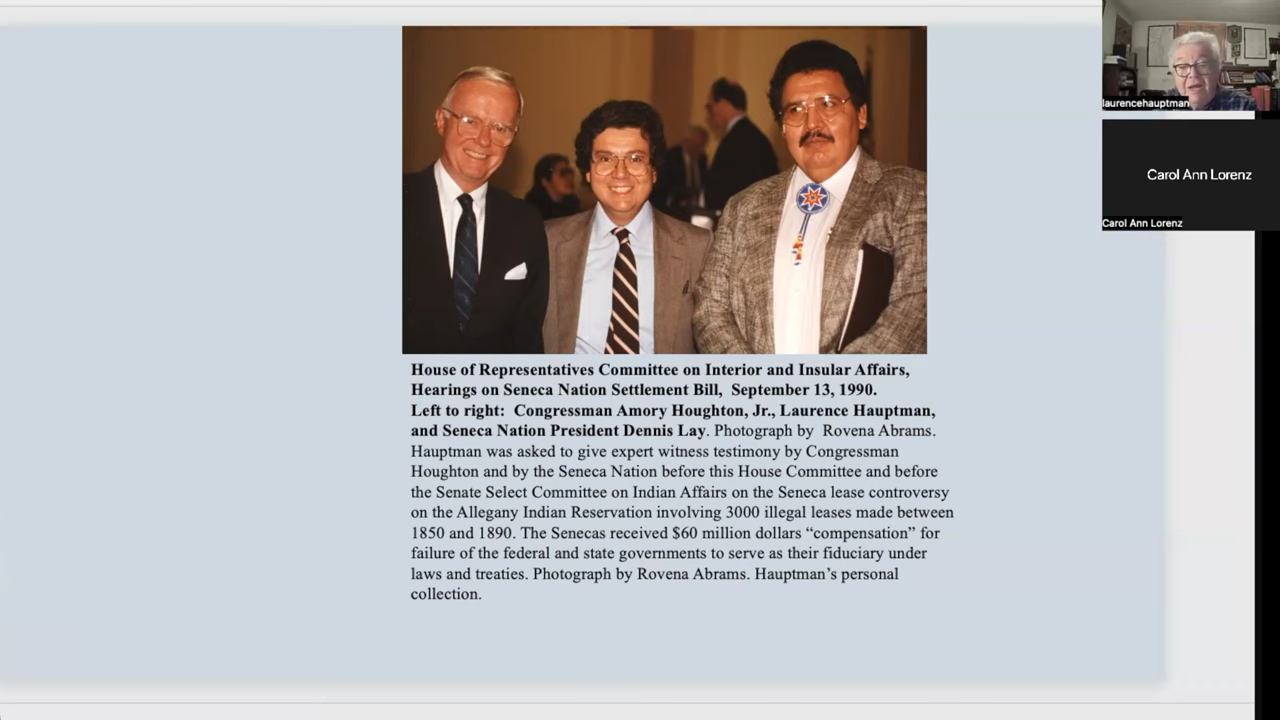 House of Representatives Committee on Interior and Insular Affairs,
Hearings on Seneca Nation Settlement Bill, September 13, 1990.
Left to right: Congressman Amory Houghton, Jr., Laurence Hauptman,
and Seneca Nation President Dennis Lay. Photograph by Rovena Abrams.
Hauptman was asked to give expert witness testimony by Congressman
Houghton and by the Seneca Nation before this House Committee and before
the Senate Select Committee on Indian Affairs on the Seneca lease controversy
on the Allegany Indian Reservation involving 3000 illegal leases made between
1850 and 1890. The Senecas received $60 million dollars “compensation” for
failure of the federal and state governments to serve as their fiduciary under
laws and treaties. Photograph by Rovena Abrams. Hauptman’s personal
collection.
laurencehauptman
Carol Ann Lorenz
Carol Ann Lorenz